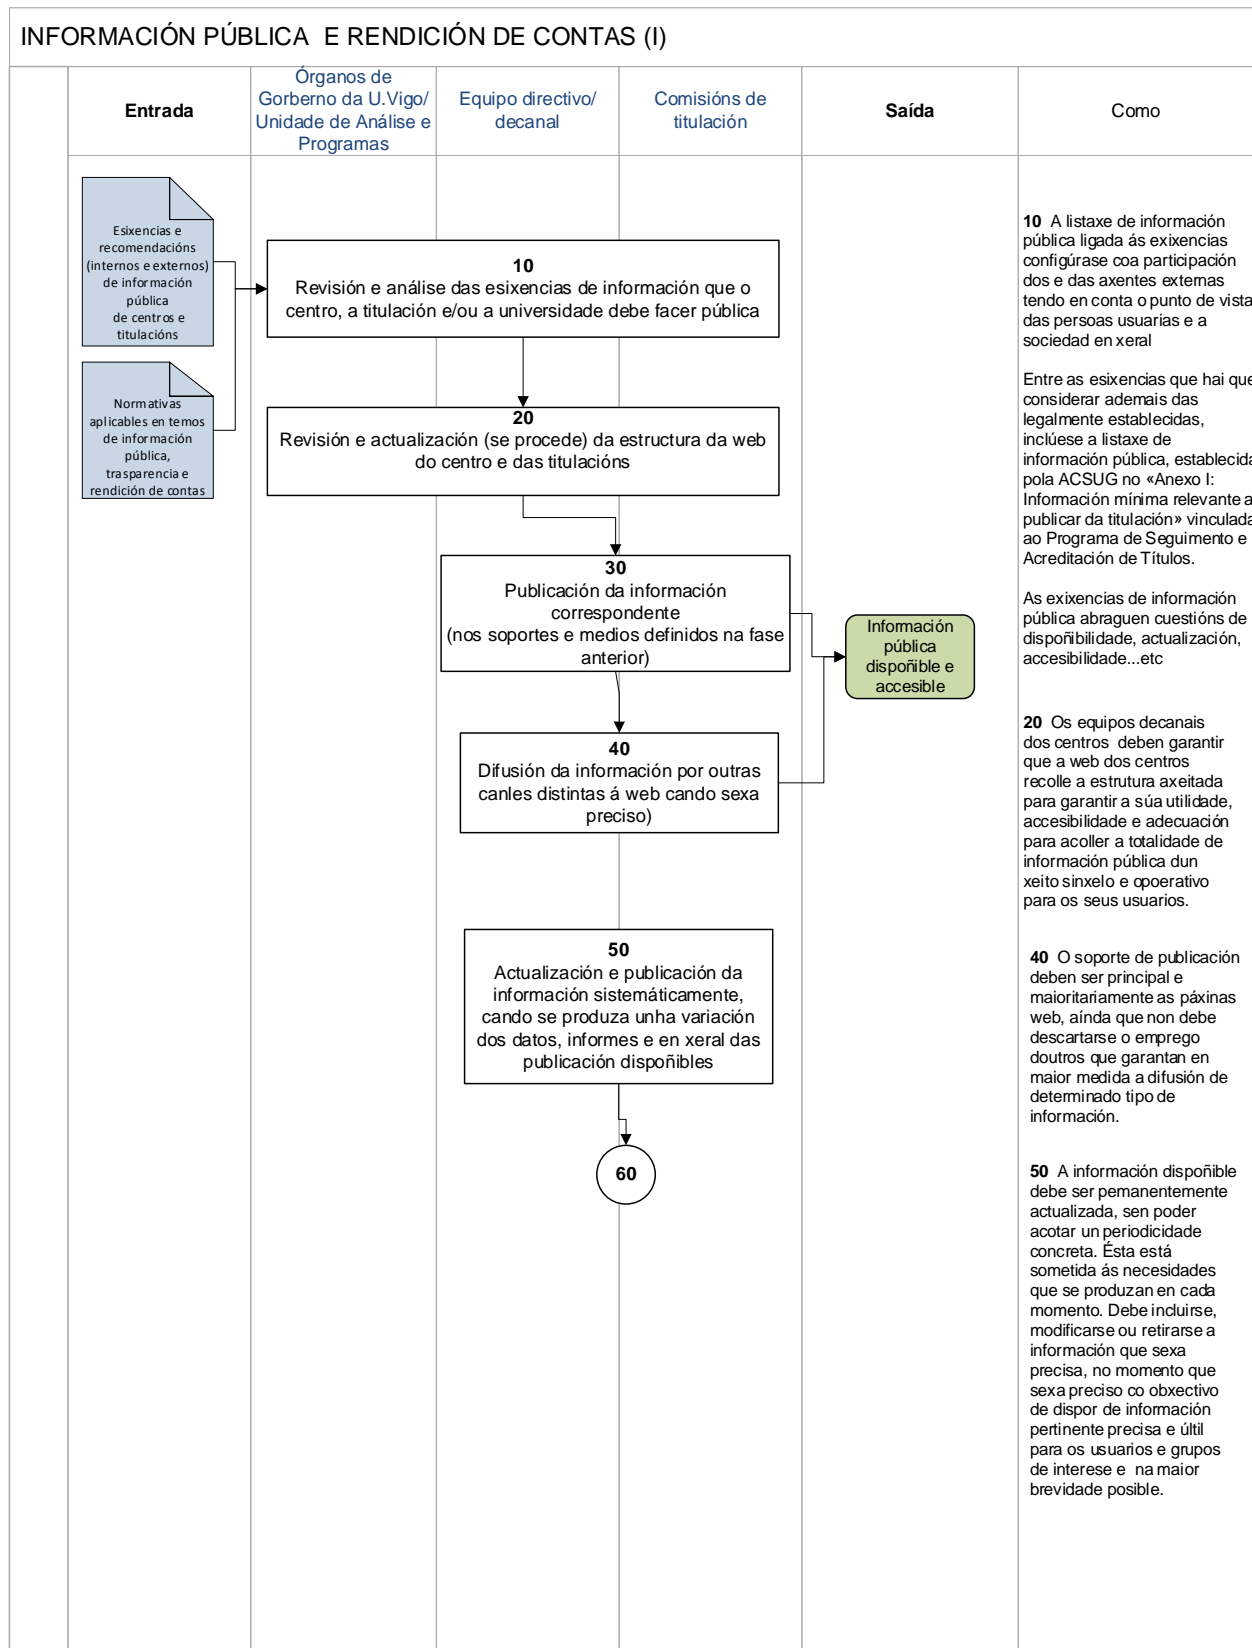 INFORMACIÓN PÚBLICA E RENDICIÓN DE CONTAS (I)
Entrada
Órganos de
Gorberno da U.Vigo/
Unidade de Análise e
Programas
Equipo directivo/
decanal
Comisións de
titulación
Saída
Como
Esixencias e
recomendacións
(internos e externos)
de información
pública
de centros e
titulacións
Normativas
aplicables en temos
de información
pública,
trasparencia e
rendición de contas
10
Revisión e análise das esixencias de información que o
centro, a titulación e/ou a universidade debe facer pública
20
Revisión e actualización (se procede) da estructura da web
do centro e das titulacións
30
Publicación da información
correspondente
(nos soportes e medios definidos na fase
anterior)
40
Difusión da información por outras
canles distintas á web cando sexa
preciso)
50
Actualización e publicación da
información sistemáticamente,
cando se produza unha variación
dos datos, informes e en xeral das
publicación dispoñibles
60
Información
pública
dispoñible e
accesible
10 A listaxe de información
pública ligada ás exixencias
configúrase coa participación
dos e das axentes externas
tendo en conta o punto de vista
das persoas usuarias e a
sociedad en xeral
Entre as esixencias que hai que
considerar ademais das
legalmente establecidas,
inclúese a listaxe de
información pública, establecida
pola ACSUG no «Anexo I:
Información mínima relevante a
publicar da titulación» vinculada
ao Programa de Seguimento e
Acreditación de Títulos.
As exixencias de información
pública abraguen cuestións de
dispoñibilidade, actualización,
accesibilidade...etc
20 Os equipos decanais
dos centros deben garantir
que a web dos centros
recolle a estrutura axeitada
para garantir a súa utilidade,
accesibilidade e adecuación
para acoller a totalidade de
información pública dun
xeito sinxelo e opoerativo
para os seus usuarios.
40 O soporte de publicación
deben ser principal e
maioritariamente as páxinas
web, aínda que non debe
descartarse o emprego
doutros que garantan en
maior medida a difusión de
determinado tipo de
información.
50 A información dispoñible
debe ser pemanentemente
actualizada, sen poder
acotar un periodicidade
concreta. Ésta está
sometida ás necesidades
que se produzan en cada
momento. Debe incluirse,
modificarse ou retirarse a
información que sexa
precisa, no momento que
sexa preciso co obxectivo
de dispor de información
pertinente precisa e últil
para os usuarios e grupos
de interese e na maior
brevidade posible.